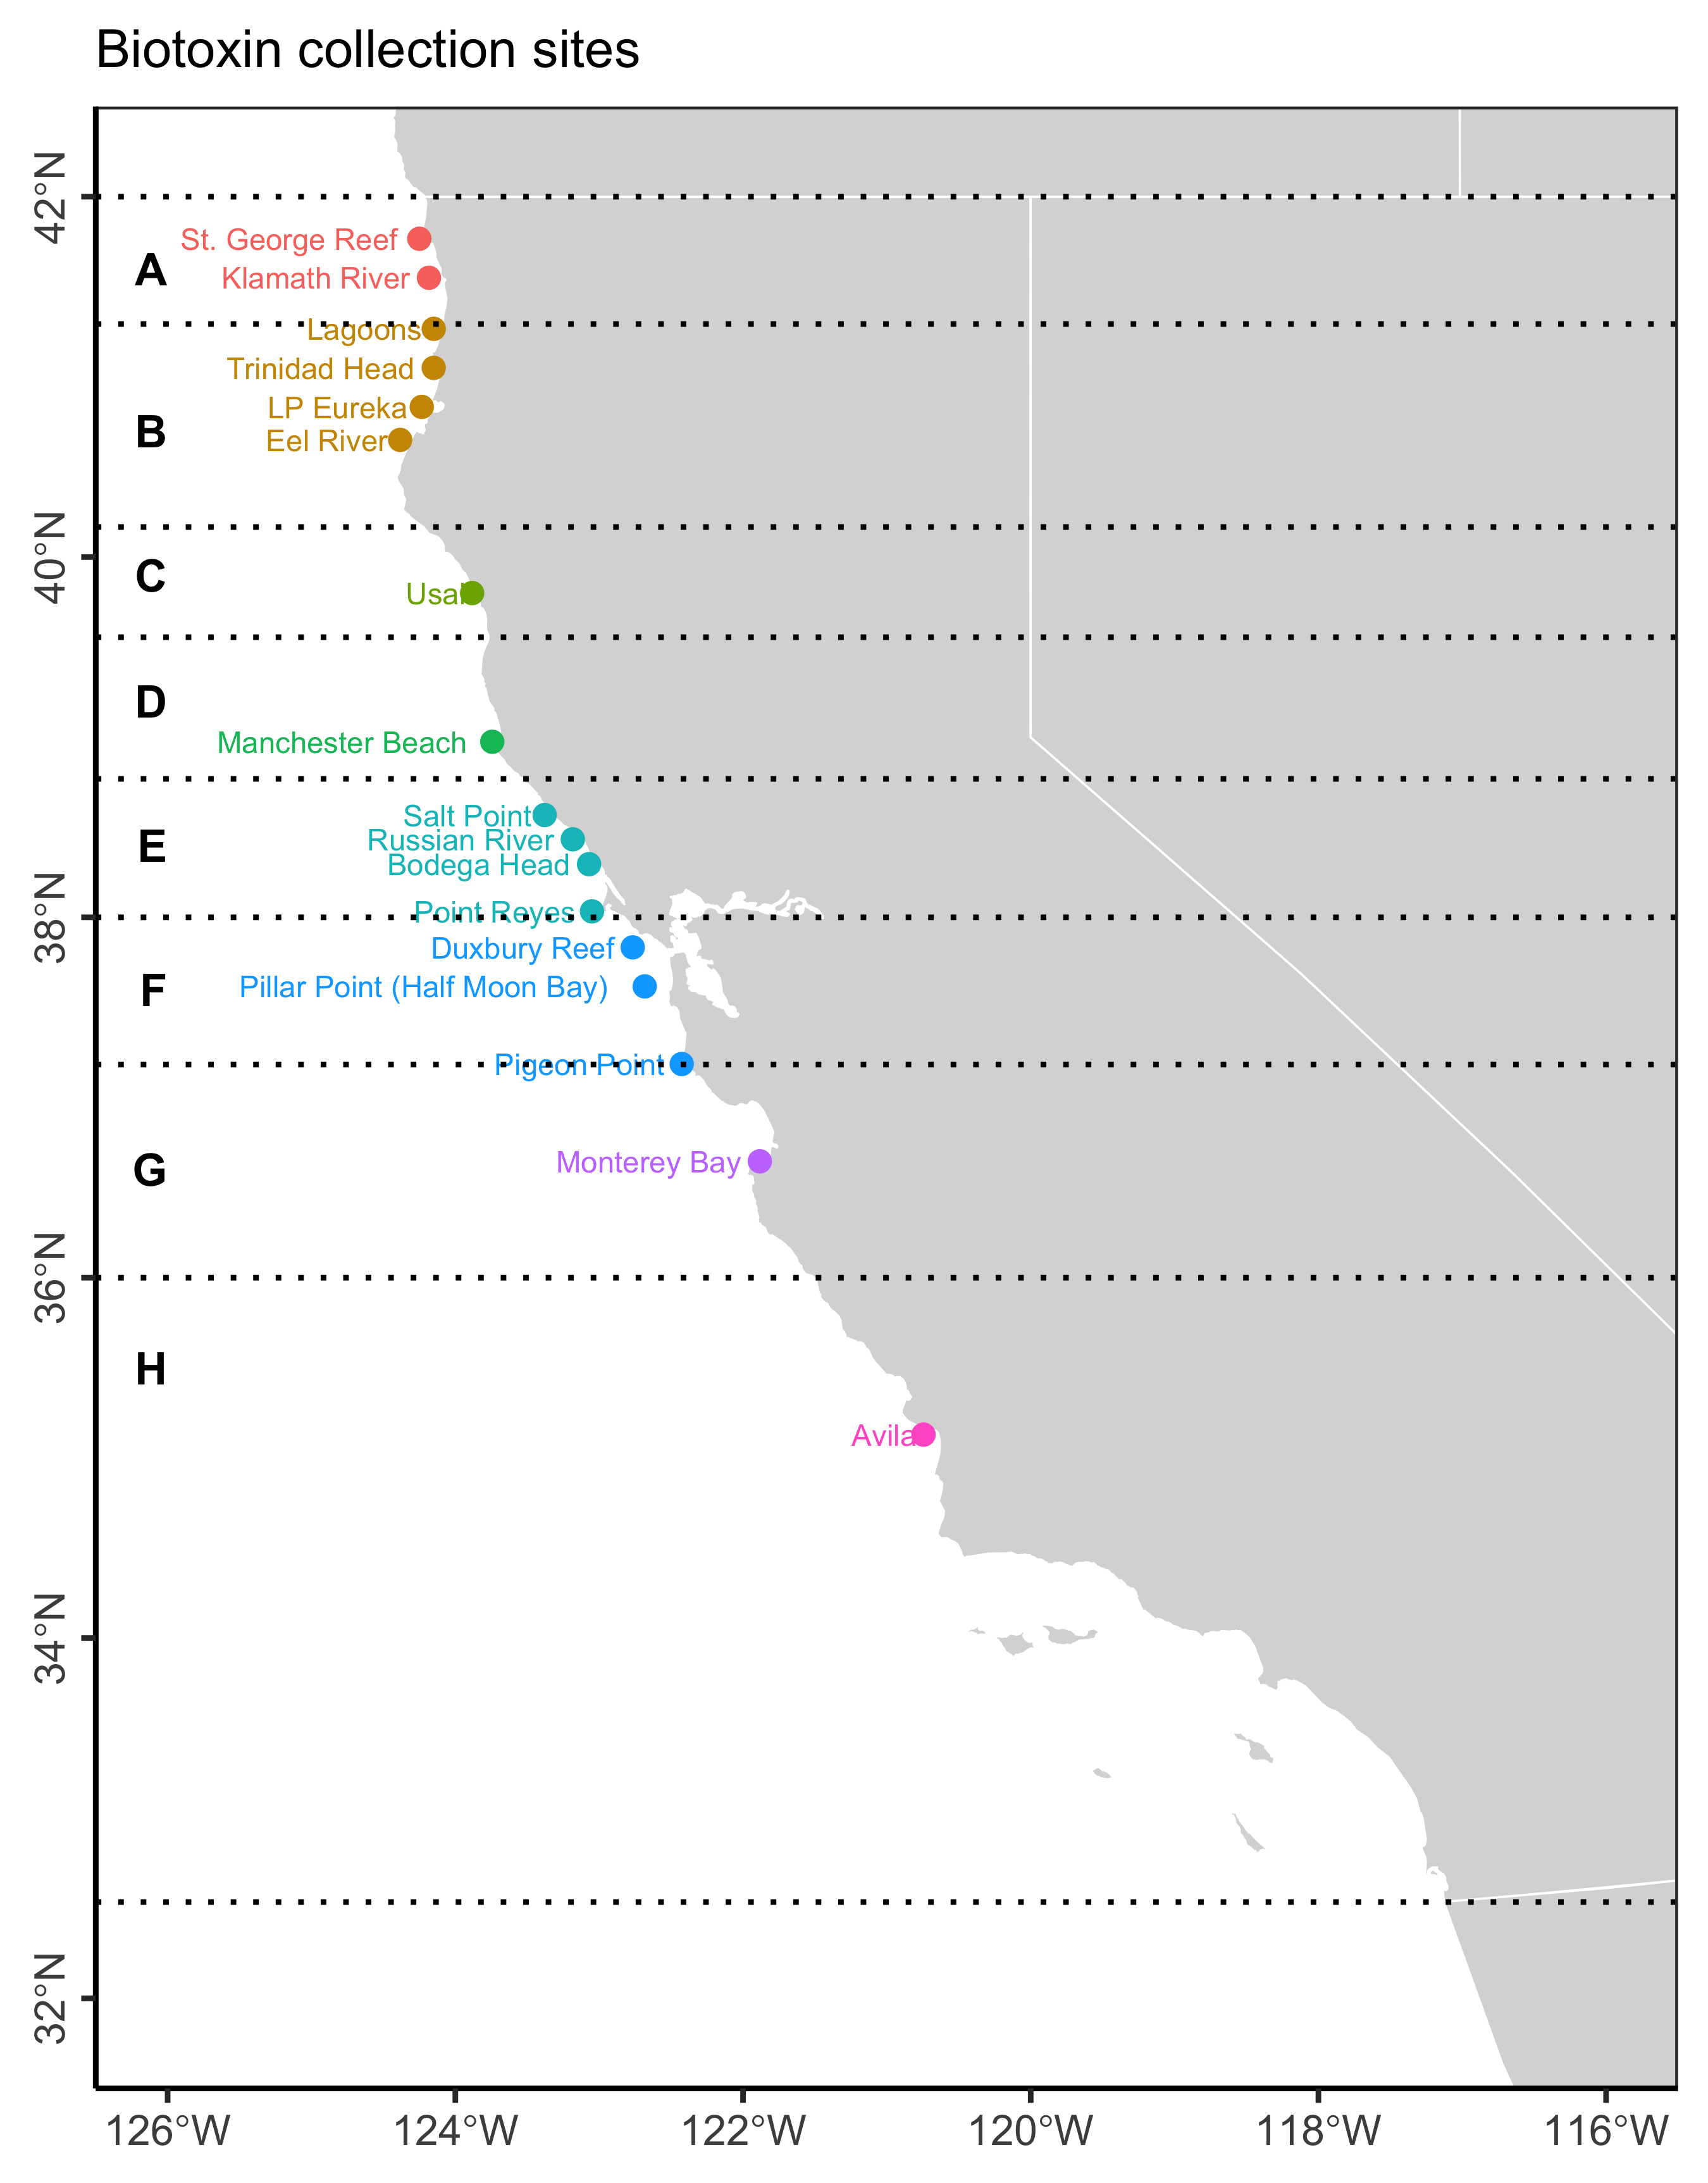 Biotoxin collection sites
42°N
St. George Reef
A
Klamath River
Lagoons
Trinidad Head
LP Eureka
B
Eel River
40°N
C
Usal
D
Manchester Beach
Salt Point
Russian River
E
Bodega Head
38°N
Point Reyes
Duxbury Reef
F
Pillar Point (Half Moon Bay)
Pigeon Point
Monterey Bay
G
36°N
H
Avila
34°N
32°N
126°W 124°W 122°W 120°W 118°W 116°W